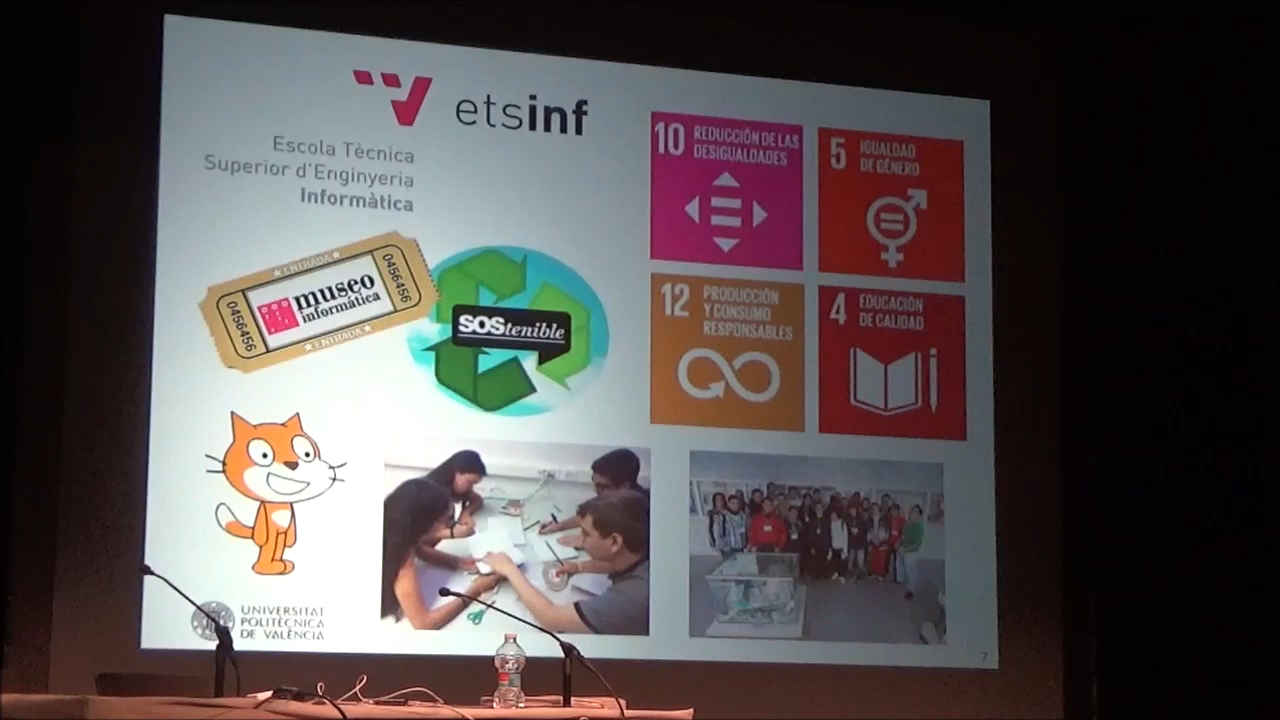 etsinf
Escola Tècnica
Superior d'Enginyeria
Informàtica
10 REDUCCIÓN DE LAS
DESIGUALDADES
5 IGUALDAD
DE GÉNERO
ENTRADA
0456456
museo
informática
0456456
ENTRADA
SOStenible
12 PRODUCCIÓN
Y CONSUMO
RESPONSABLES
4 EDUCACIÓN
DE CALIDAD
UNIVERSITAT
POLITÈCNICA
DE VALÈNCIA
7